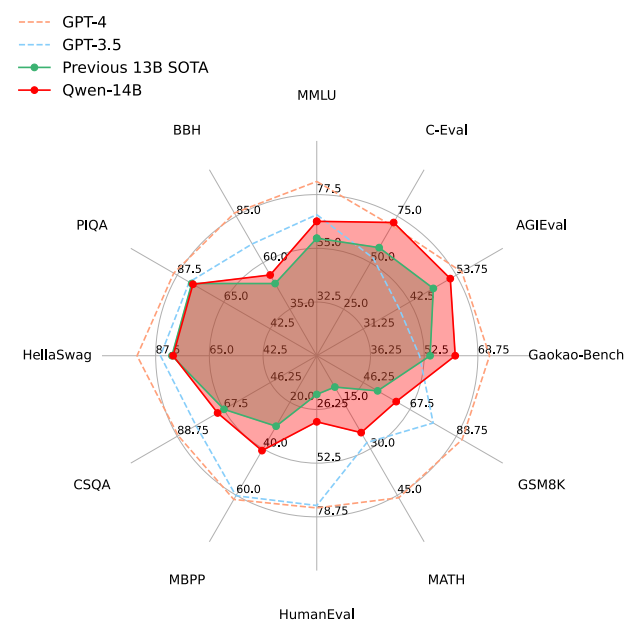 GPT-4
GPT-3.5
Previous 13B SOTA
Qwen-14B
MMLU
BBH
C-Eval
PIQA
AGIEval
HellaSwag
Gaokao-Bench
CSQA
GSM8K
MBPP
MATH
HumanEval
77.5
85.0
75.0
55.0
60.0
50.0
87.5
53.75
65.0
32.5
42.5
35.0
25.0
42.5
31.25
87.5
65.0
42.5
36.25
52.5
68.75
46.25
46.25
20.0
26.25
15.0
67.5
67.5
88.75
40.0
30.0
88.75
52.5
60.0
45.0
78.75